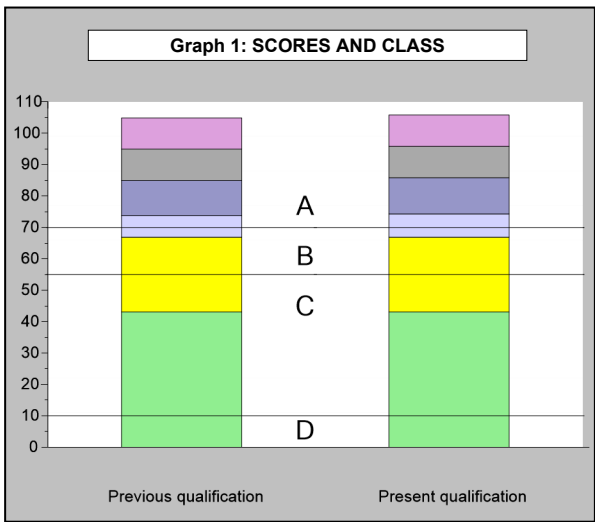 Graph 1: SCORES AND CLASS
110
100
90
80
70
60
50
40
30
20
10
0
A
B
C
D
Previous qualification
Present qualification